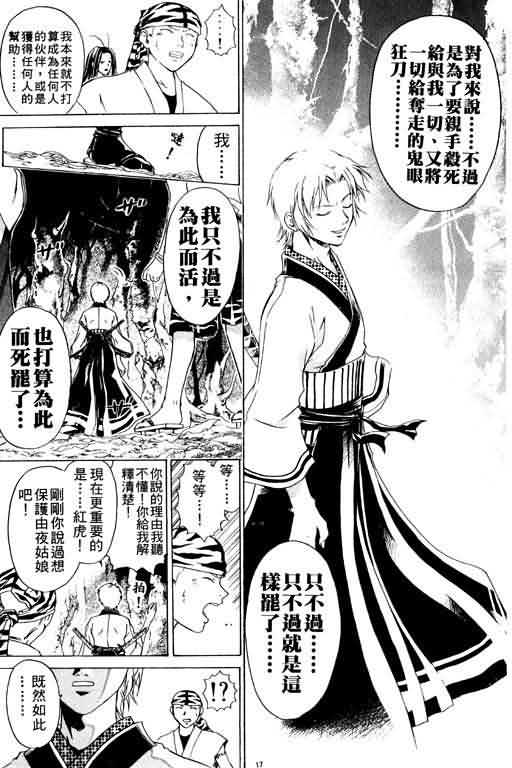 對我來說……不過
是為了要親手殺死
給與我一切、又將
一切給奪走的鬼眼
狂刀……
只不過……
只不過就是這
樣罷了……
17
……!
我本來就不打
算成為任何人
的伙伴，或是
獲得任何人的
幫助……
我…
我只不過是
為此而活，
也打算為此
而死罷了……
等
等……!
等……
你說的理由我聽
不懂!你給我解
釋清楚!
現在更重要的
是……紅虎!
剛剛你說過想
保護由夜姑娘
吧!
拍!
!?
既然如此